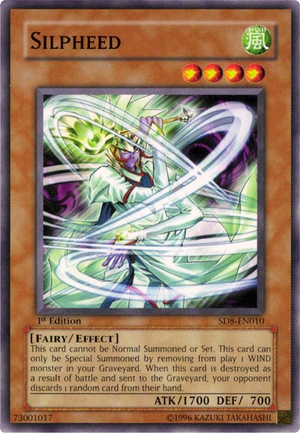 SILPHEED
風
1st Edition
SD8-EN010
[FAIRY/EFFECT]
This card cannot be Normal Summoned or Set. This card can
only be Special Summoned by removing from play 1 WIND
monster in your Graveyard. When this card is destroyed as
a result of battle and sent to the Graveyard, your opponent
discards 1 random card from their hand.
ATK/1700 DEF/ 700
73001017
©1996 KAZUKI TAKAHASHI